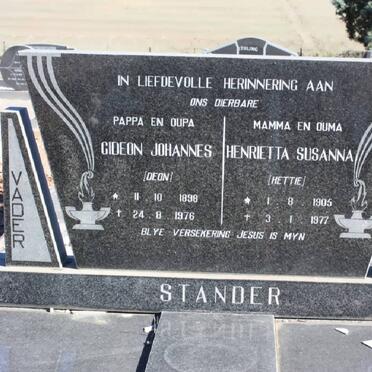 STERLING
IN LIEFDEVOLLE HERINNERING AAN
ONS DIERBARE
PAPPA EN OUPA
GIDEON JOHANNES
[DEON]
* 11 . 10 1898
† 24 . 8 1976
MAMMA EN OUMA
HENRIETTA SUSANNA
[HETTIE]
* 1 . 8 1905
† 3 . 1 1977
BLYE VERSEKERING JESUS IS MYN
VADER
STANDER